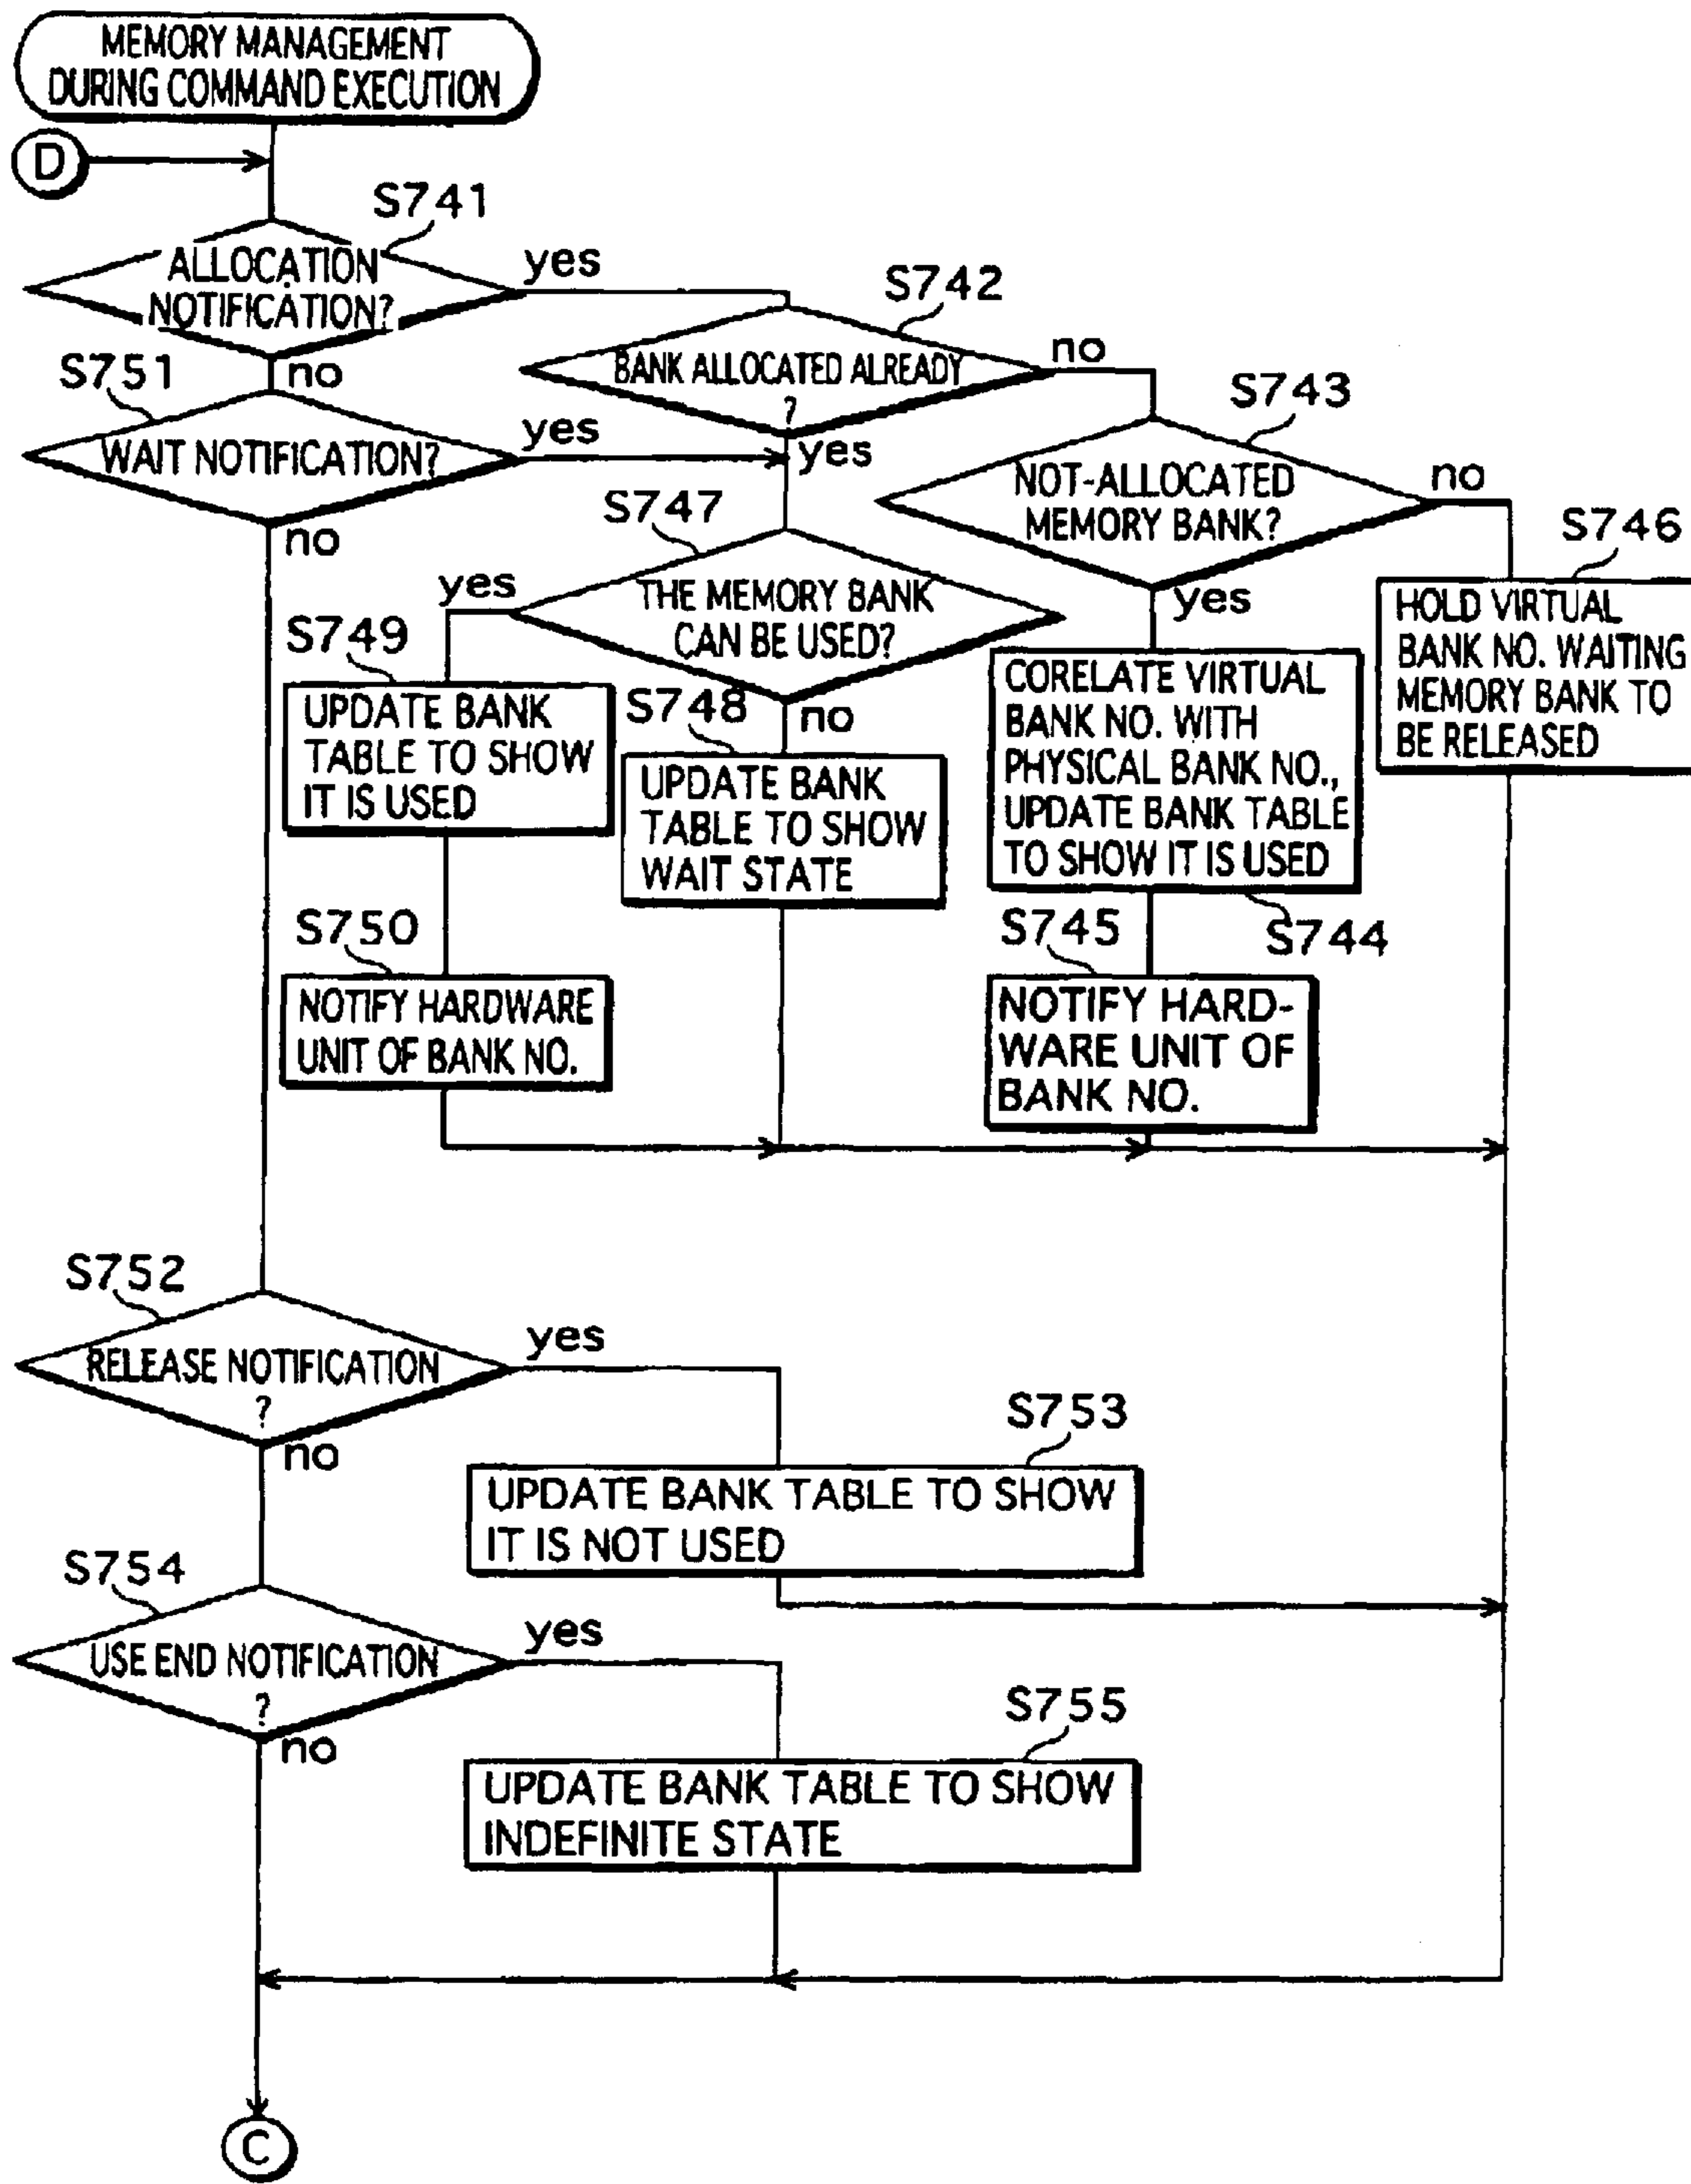 MEMORY MANAGEMENT
DURING COMMAND EXECUTION
D
S741
ALLOCATION
NOTIFICATION?
yes
no
S742
BANK ALLOCATED ALREADY
?
no
yes
S751
WAIT NOTIFICATION?
yes
no
S743
NOT-ALLOCATED
MEMORY BANK?
no
yes
S746
HOLD VIRTUAL
BANK NO. WAITING
MEMORY BANK TO
BE RELEASED
S747
THE MEMORY BANK
CAN BE USED?
yes
no
S749
UPDATE BANK
TABLE TO SHOW
IT IS USED
S748
UPDATE BANK
TABLE TO SHOW
WAIT STATE
CORELATE VIRTUAL
BANK NO. WITH
PHYSICAL BANK NO.,
UPDATE BANK TABLE
TO SHOW IT IS USED
S744
S750
NOTIFY HARDWARE
UNIT OF BANK NO.
S745
NOTIFY HARD-
WARE UNIT OF
BANK NO.
S752
RELEASE NOTIFICATION
?
yes
no
S753
UPDATE BANK TABLE TO SHOW
IT IS NOT USED
S754
USE END NOTIFICATION
?
yes
no
S755
UPDATE BANK TABLE TO SHOW
INDEFINITE STATE
C